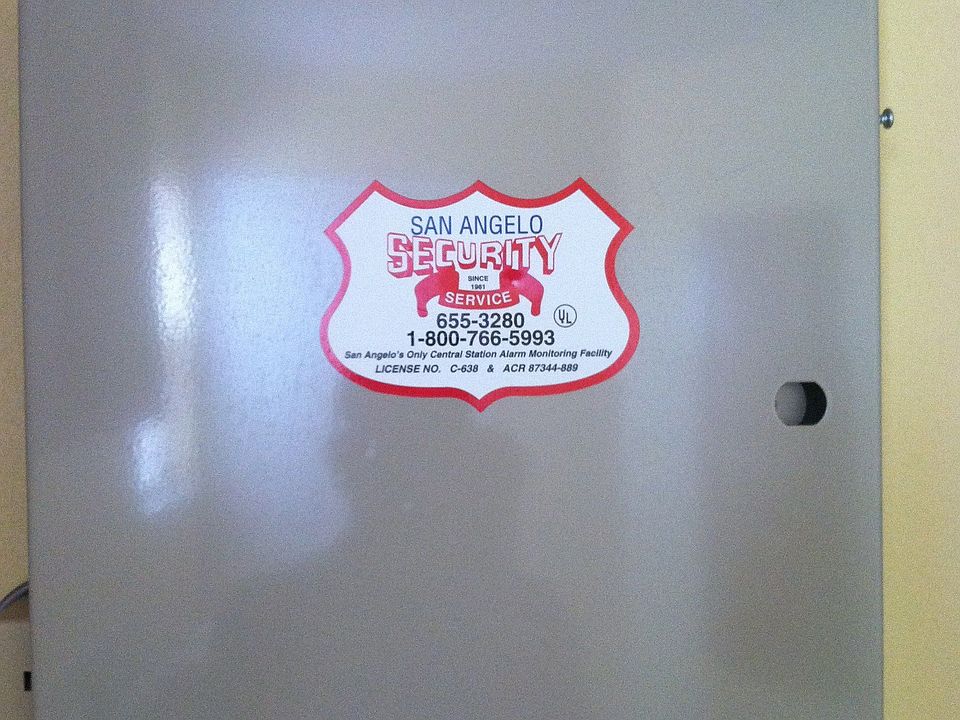 SAN ANGELO
SECURITY
SINCE
1961
SERVICE
655-3280
UL
1-800-766-5993
San Angelo's Only Central Station Alarm Monitoring Facility
LICENSE NO. C-638 & ACR 87344-889